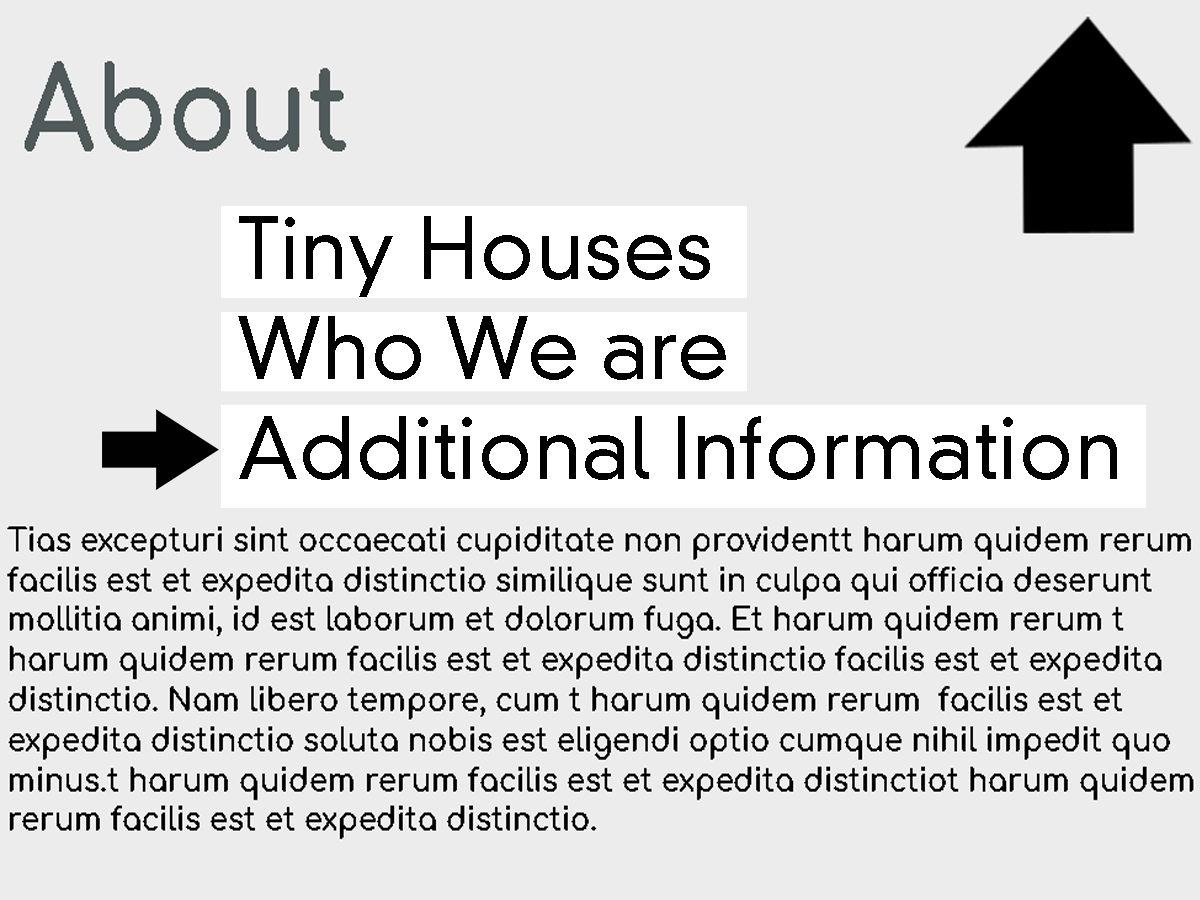 About
Tiny Houses
Who We are
Additional Information
Tias excepturi sint occaecati cupiditate non providentt harum quidem rerum
facilis est et expedita distinctio similique sunt in culpa qui officia deserunt
mollitia animi, id est laborum et dolorum fuga. Et harum quidem rerum t
harum quidem rerum facilis est et expedita distinctio facilis est et expedita
distinctio. Nam libero tempore, cum t harum quidem rerum  facilis est et
expedita distinctio soluta nobis est eligendi optio cumque nihil impedit quo
minus.t harum quidem rerum facilis est et expedita distinctiot harum quidem
rerum facilis est et expedita distinctio.